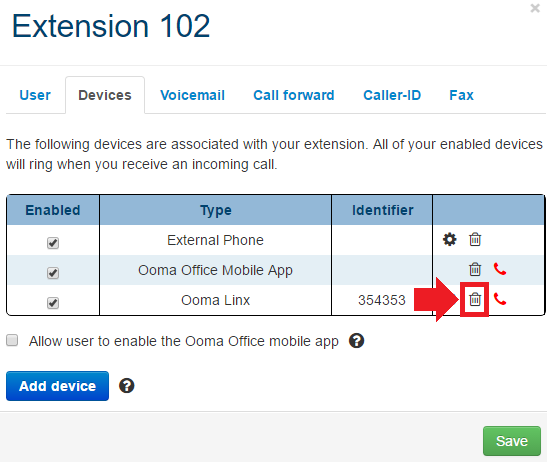 Extension 102
User Devices Voicemail Call forward Caller-ID Fax
The following devices are associated with your extension. All of your enabled devices
will ring when you receive an incoming call.
Enabled Type Identifier
External Phone
Ooma Office Mobile App
Ooma Linx 354353
Allow user to enable the Ooma Office mobile app ?
Add device ?
Save